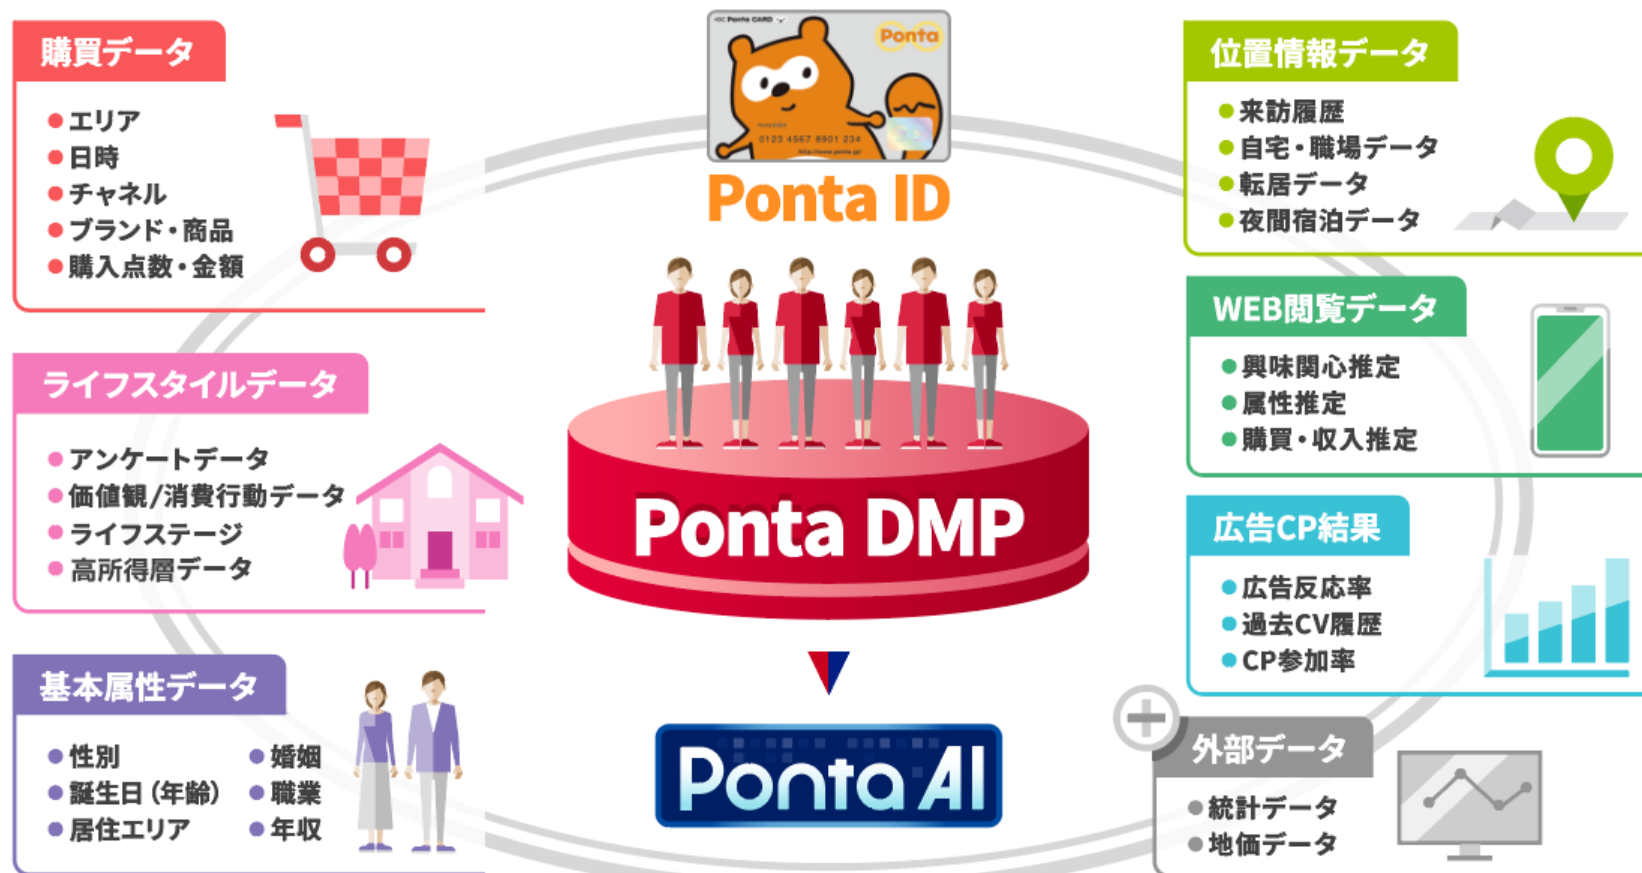 購買データ
エリア
日時
チャネル
ブランド・商品
購入点数・金額
ライフスタイルデータ
アンケートデータ
価値観/消費行動データ
ライフステージ
高所得層データ
基本属性データ
性別
誕生日(年齢)
居住エリア
婚姻
職業
年収
Ponta CARD
Ponta
0123 4567 8901 234
Ponta ID
Ponta DMP
Ponta AI
位置情報データ
来訪履歴
自宅・職場データ
転居データ
夜間宿泊データ
WEB閲覧データ
興味関心推定
属性推定
購買・収入推定
広告CP結果
広告反応率
過去CV履歴
CP参加率
外部データ
統計データ
地価データ